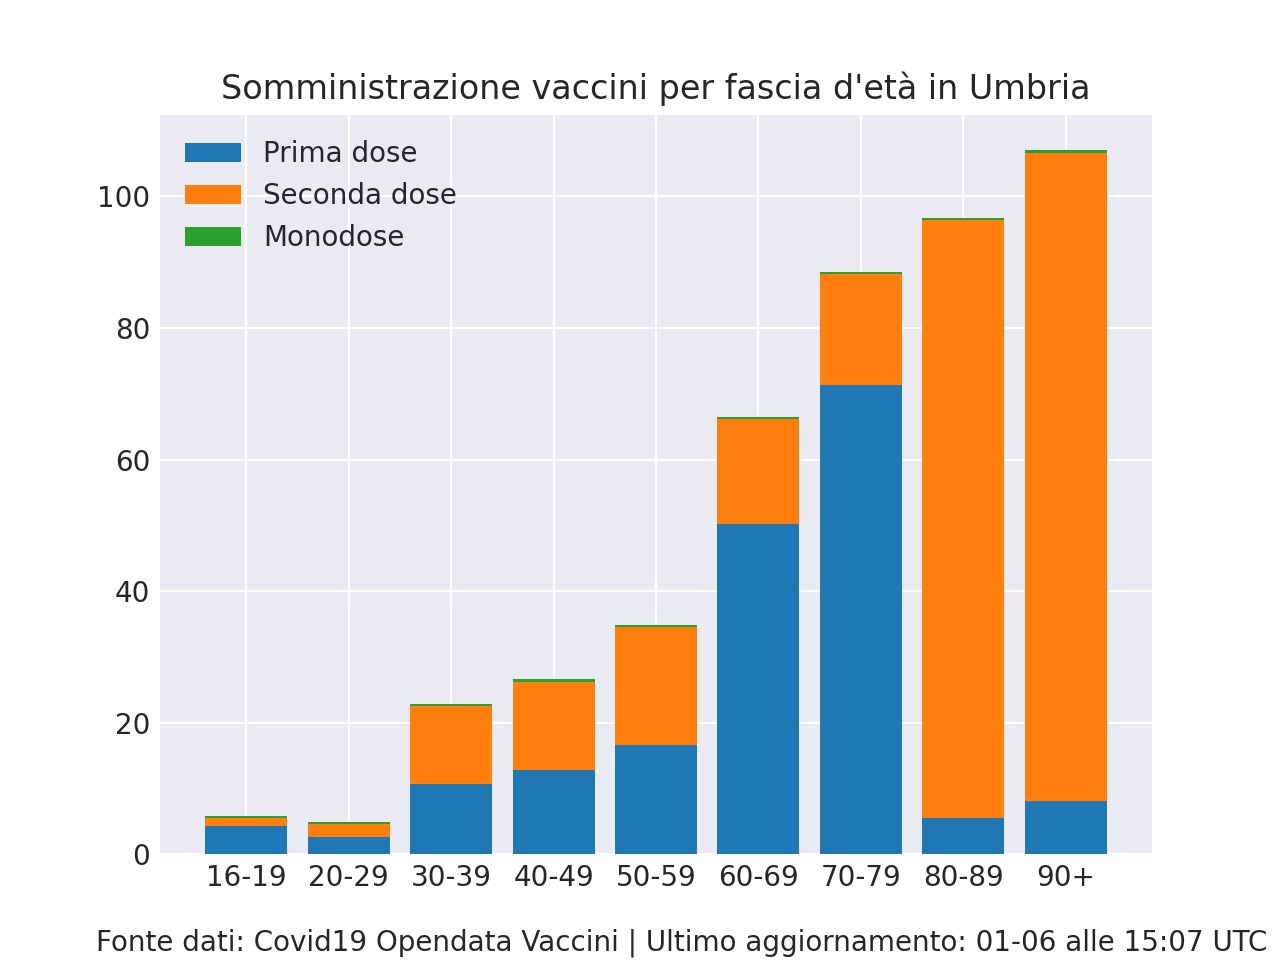 Somministrazione vaccini per fascia d'età in Umbria
Prima dose
Seconda dose
Monodose
100
80
60
40
20
0
16-19 20-29 30-39 40-49 50-59 60-69 70-79 80-89 90+
Fonte dati: Covid19 Opendata Vaccini | Ultimo aggiornamento: 01-06 alle 15:07 UTC